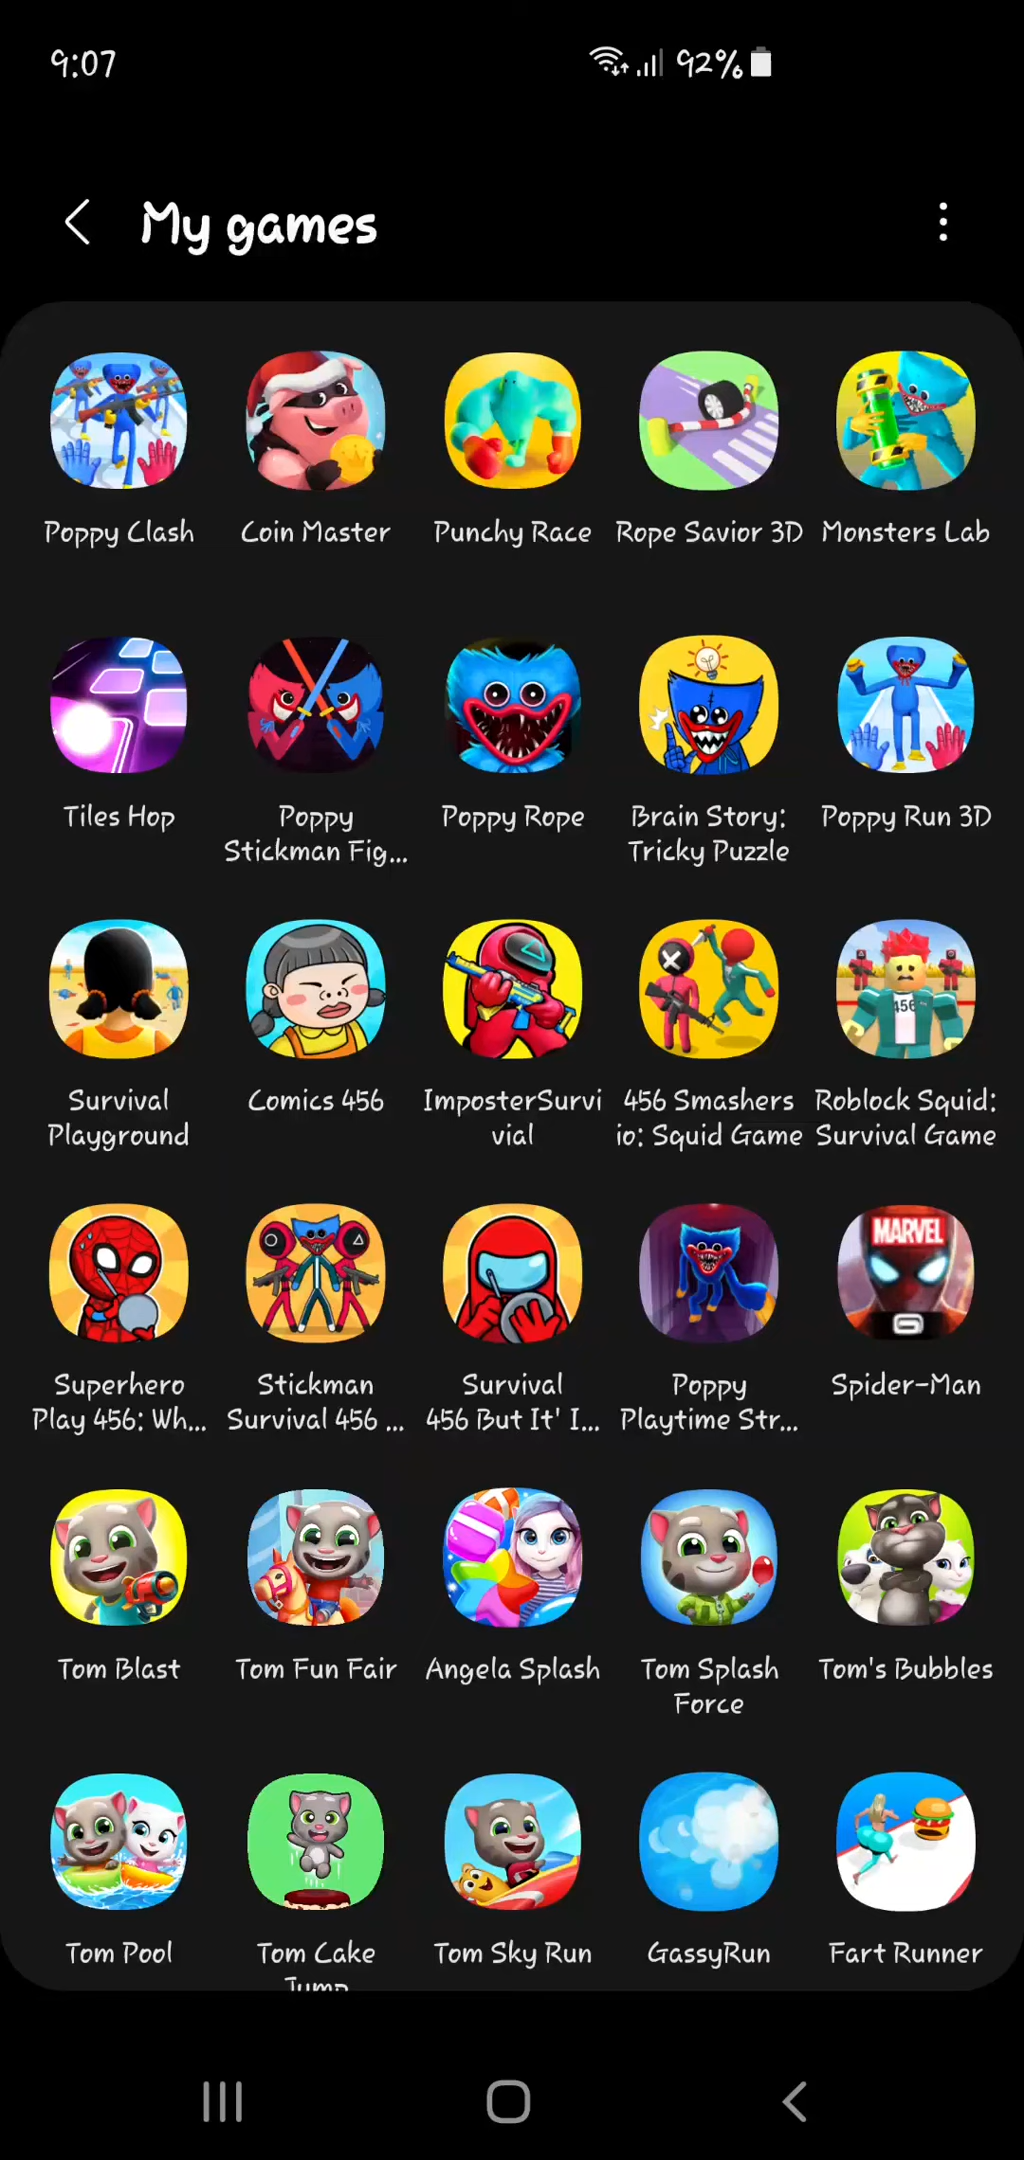 9:07
92%
My games
Poppy Clash
Coin Master
Punchy Race
Rope Savior 3D
Monsters Lab
Tiles Hop
Poppy
Stickman Fig...
Poppy Rope
Brain Story:
Tricky Puzzle
Poppy Run 3D
456
Survival
Playground
Comics 456
ImposterSurvi
vial
456 Smashers
io: Squid Game
Roblock Squid:
Survival Game
MARVEL
Superhero
Play 456: Wh...
Stickman
Survival 456 ...
Survival
456 But It' I...
Poppy
Playtime Str...
Spider-Man
Tom Blast
Tom Fun Fair
Angela Splash
Tom Splash
Force
Tom's Bubbles
Tom Pool
Tom Cake
Jump
Tom Sky Run
GassyRun
Fart Runner